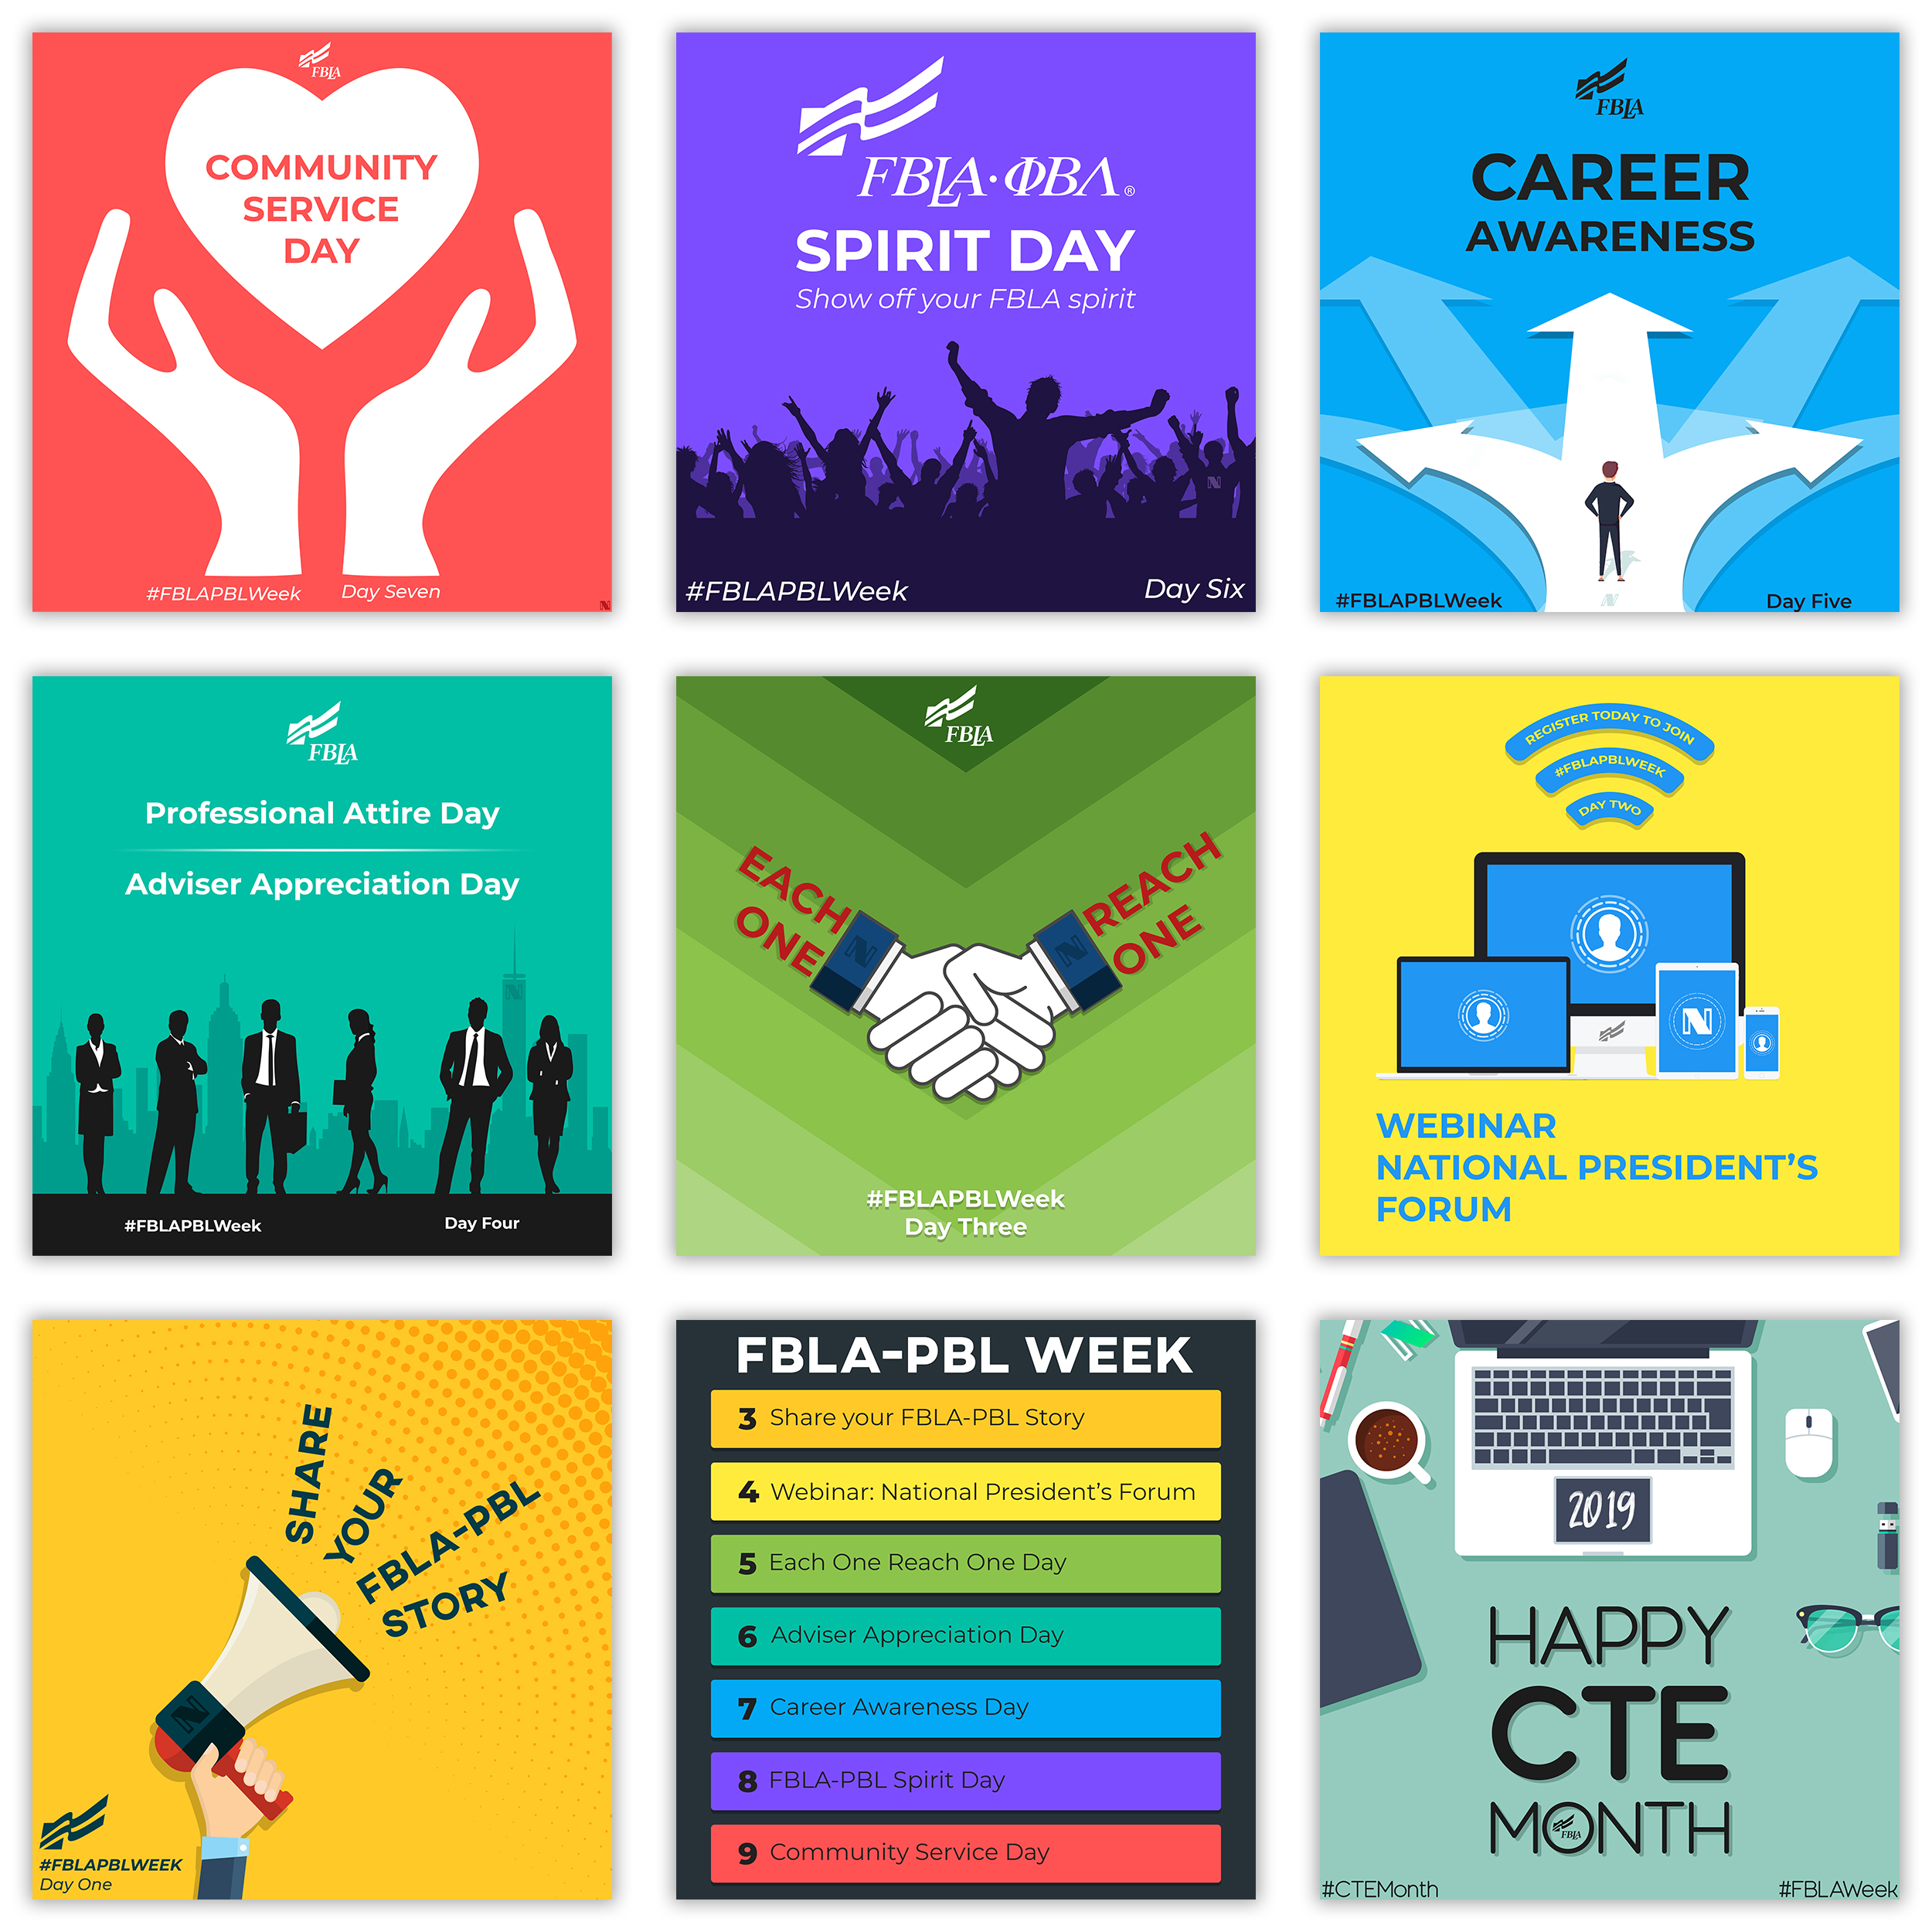 FBLA
COMMUNITY
SERVICE
DAY
#FBLAPBLWeek
Day Seven
N
FBLA·ΦBΛ®
SPIRIT DAY
Show off your FBLA spirit
N
#FBLAPBLWeek
Day Six
FBLA
CAREER
AWARENESS
N
#FBLAPBLWeek
Day Five
FBLA
Professional Attire Day
Adviser Appreciation Day
N
#FBLAPBLWeek
Day Four
FBLA
EACH
ONE
REACH
ONE
N
N
#FBLAPBLWeek
Day Three
REGISTER TODAY TO JOIN
#FBLAPBLWEEK
DAY TWO
N
WEBINAR
NATIONAL PRESIDENT’S
FORUM
SHARE
YOUR
FBLA-PBL
STORY
N
#FBLAPBLWEEK
Day One
FBLA-PBL WEEK
3 Share your FBLA-PBL Story
4 Webinar: National President’s Forum
5 Each One Reach One Day
6 Adviser Appreciation Day
7 Career Awareness Day
8 FBLA-PBL Spirit Day
9 Community Service Day
N
2019
HAPPY
CTE
MONTH
FBLA
#CTEMonth
#FBLAWeek